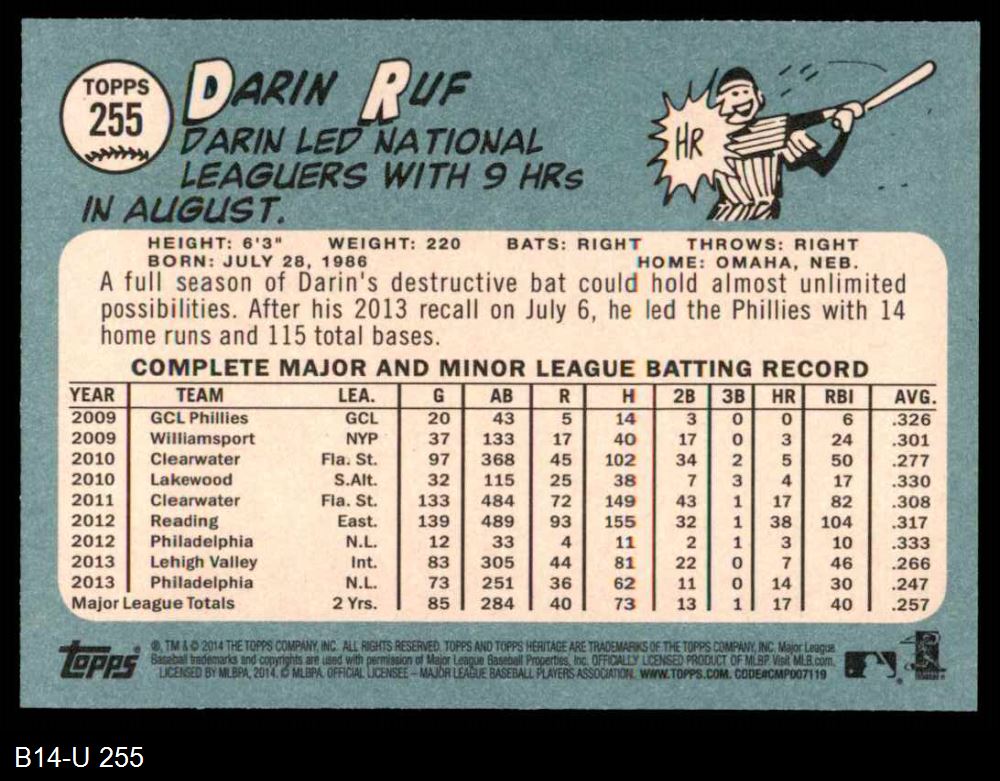 TOPPS
255
DARIN RUF
DARIN LED NATIONAL
LEAGUERS WITH 9 HRs
IN AUGUST.
HR
HEIGHT: 6'3" WEIGHT: 220 BATS: RIGHT THROWS: RIGHT
BORN: JULY 28, 1986 HOME: OMAHA, NEB.
A full season of Darin's destructive bat could hold almost unlimited
possibilities. After his 2013 recall on July 6, he led the Phillies with 14
home runs and 115 total bases.
COMPLETE MAJOR AND MINOR LEAGUE BATTING RECORD
YEAR TEAM LEA. G AB R H 2B 3B HR RBI AVG.
2009 GCL Phillies GCL 20 43 5 14 3 0 0 6 .326
2009 Williamsport NYP 37 133 17 40 17 0 3 24 .301
2010 Clearwater Fla. St. 97 368 45 102 34 2 5 50 .277
2010 Lakewood S.Alt. 32 115 25 38 7 3 4 17 .330
2011 Clearwater Fla. St. 133 484 72 149 43 1 17 82 .308
2012 Reading East. 139 489 93 155 32 1 38 104 .317
2012 Philadelphia N.L. 12 33 4 11 2 1 3 10 .333
2013 Lehigh Valley Int. 83 305 44 81 22 0 7 46 .266
2013 Philadelphia N.L. 73 251 36 62 11 0 14 30 .247
Major League Totals 2 Yrs. 85 284 40 73 13 1 17 40 .257
topps
®, TM & © 2014 THE TOPPS COMPANY, INC. ALL RIGHTS RESERVED. TOPPS AND TOPPS HERITAGE ARE TRADEMARKS OF THE TOPPS COMPANY, INC. Major League
Baseball trademarks and copyrights are used with permission of Major League Baseball Properties, Inc. OFFICIALLY LICENSED PRODUCT OF MLBP. Visit MLB.com.
LICENSED BY MLBPA, 2014. © MLBPA. OFFICIAL LICENSEE – MAJOR LEAGUE BASEBALL PLAYERS ASSOCIATION. WWW.TOPPS.COM. CODE#CMP007119
B14-U 255